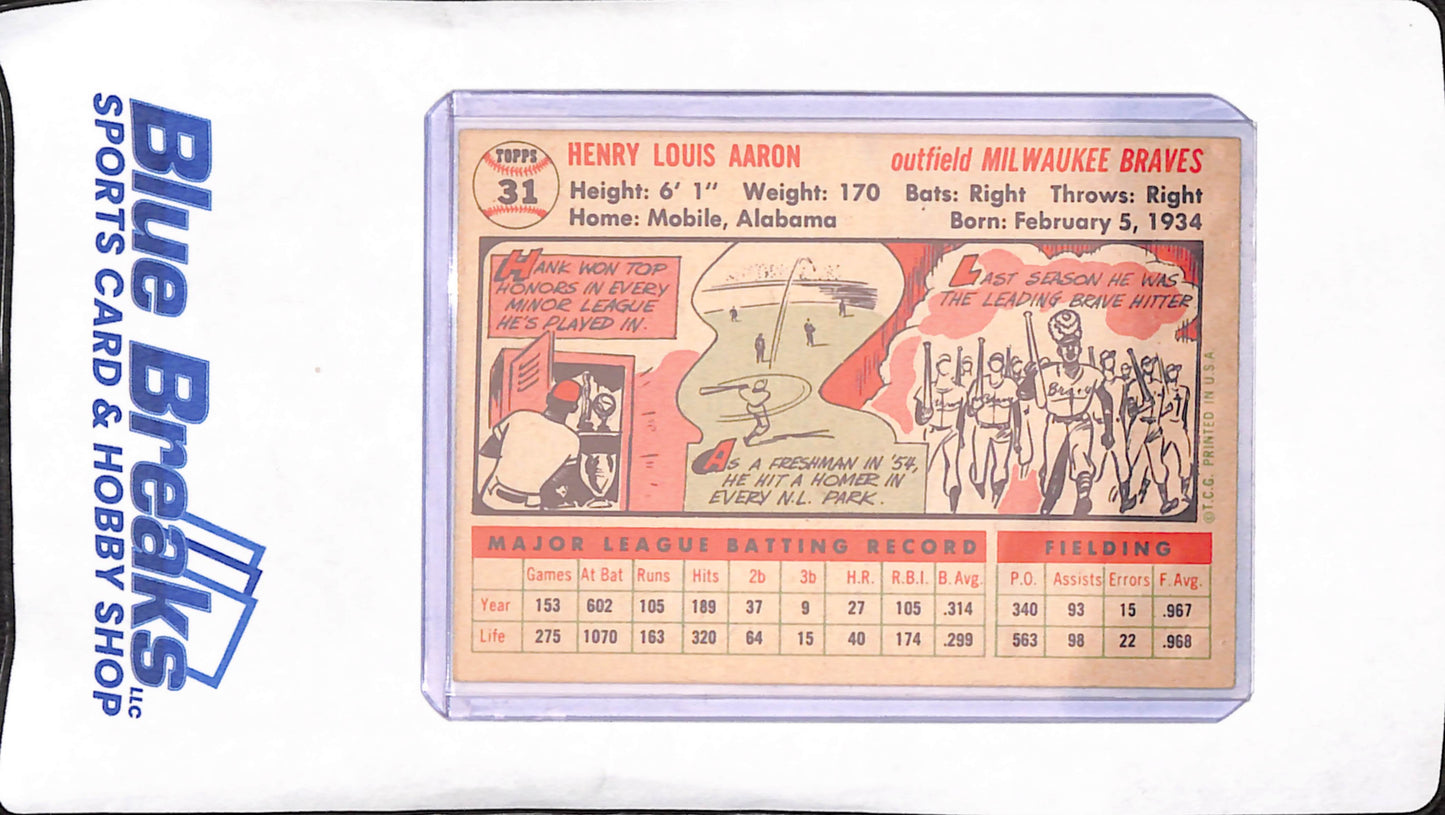 Blue Breaks LLC
SPORTS CARD & HOBBY SHOP
TOPPS
31
HENRY LOUIS AARON outfield MILWAUKEE BRAVES
Height: 6' 1" Weight: 170 Bats: Right Throws: Right
Home: Mobile, Alabama Born: February 5, 1934
HANK WON TOP
HONORS IN EVERY
MINOR LEAGUE
HE'S PLAYED IN.
AS A FRESHMAN IN '54,
HE HIT A HOMER IN
EVERY N.L. PARK.
LAST SEASON HE WAS
THE LEADING BRAVE HITTER
Braves
© T.C.G. PRINTED IN U.S.A
MAJOR LEAGUE BATTING RECORD FIELDING
Games At Bat Runs Hits 2b 3b H.R. R.B.I. B.Avg. P.O. Assists Errors F.Avg.
Year 153 602 105 189 37 9 27 105 .314 340 93 15 .967
Life 275 1070 163 320 64 15 40 174 .299 563 98 22 .968